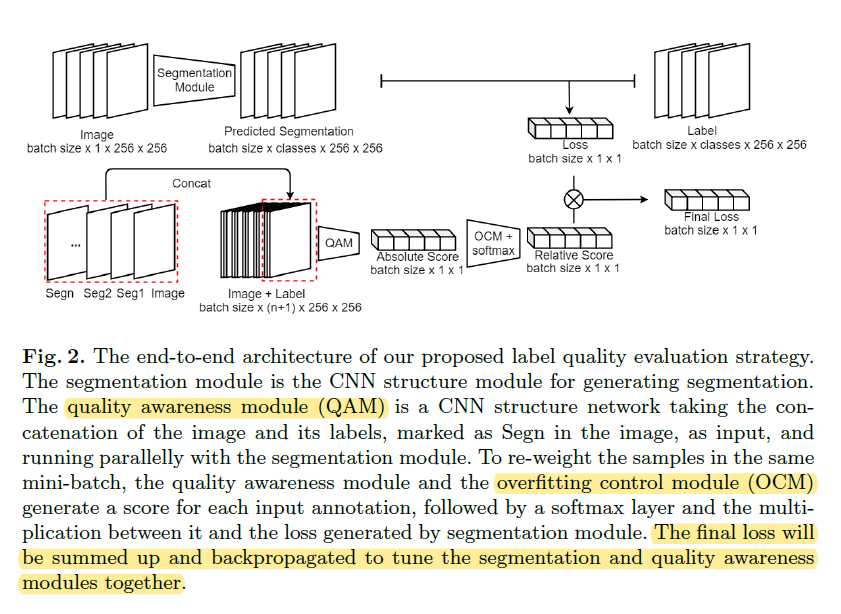 Segmentation
Module
Image
batch size x 1 x 256 x 256
Predicted Segmentation
batch size x classes x 256 x 256
Loss
batch size x 1 x 1
Label
batch size x classes x 256 x 256
Concat
...
Segn Seg2 Seg1 Image
Image + Label
batch size x (n+1) x 256 x 256
QAM
Absolute Score
batch size x 1 x 1
OCM +
softmax
Relative Score
batch size x 1 x 1
Final Loss
batch size x 1 x 1
Fig. 2. The end-to-end architecture of our proposed label quality evaluation strategy.
The segmentation module is the CNN structure module for generating segmentation.
The quality awareness module (QAM) is a CNN structure network taking the con-
catenation of the image and its labels, marked as Segn in the image, as input, and
running parallelly with the segmentation module. To re-weight the samples in the same
mini-batch, the quality awareness module and the overfitting control module (OCM)
generate a score for each input annotation, followed by a softmax layer and the multi-
plication between it and the loss generated by segmentation module. The final loss will
be summed up and backpropagated to tune the segmentation and quality awareness
modules together.